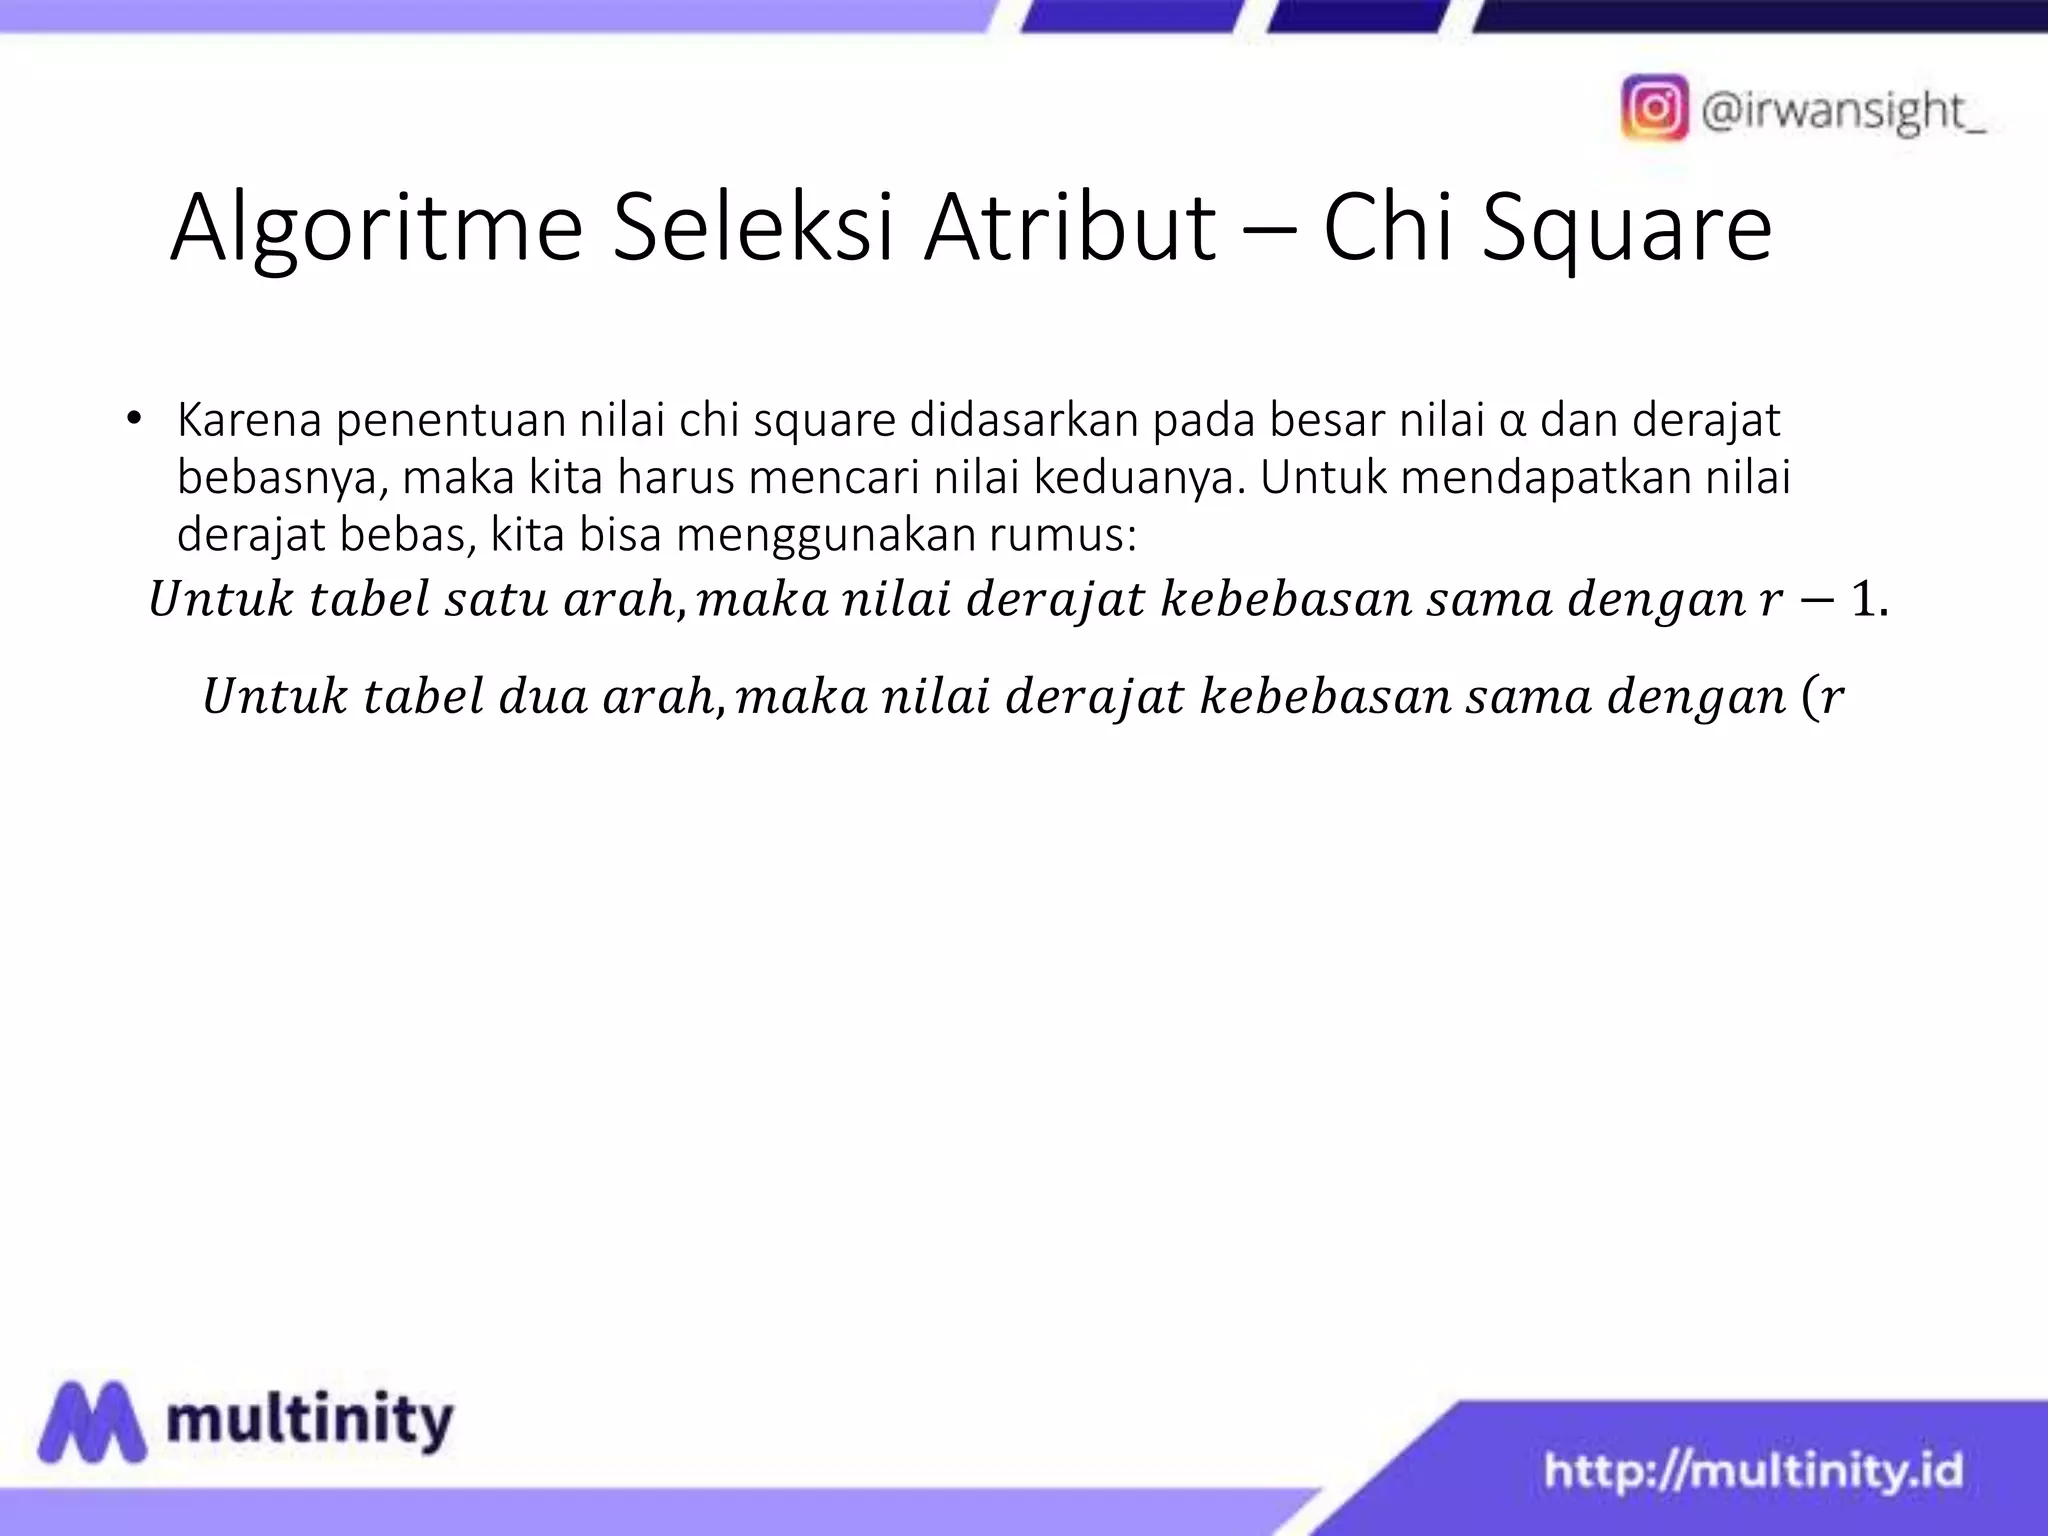 @irwansight_
Algoritme Seleksi Atribut – Chi Square
• Karena penentuan nilai chi square didasarkan pada besar nilai α dan derajat
bebasnya, maka kita harus mencari nilai keduanya. Untuk mendapatkan nilai
derajat bebas, kita bisa menggunakan rumus:
Untuk tabel satu arah, maka nilai derajat kebebasan sama dengan r − 1.
Untuk tabel dua arah, maka nilai derajat kebebasan sama dengan (r
multinity
http://multinity.id